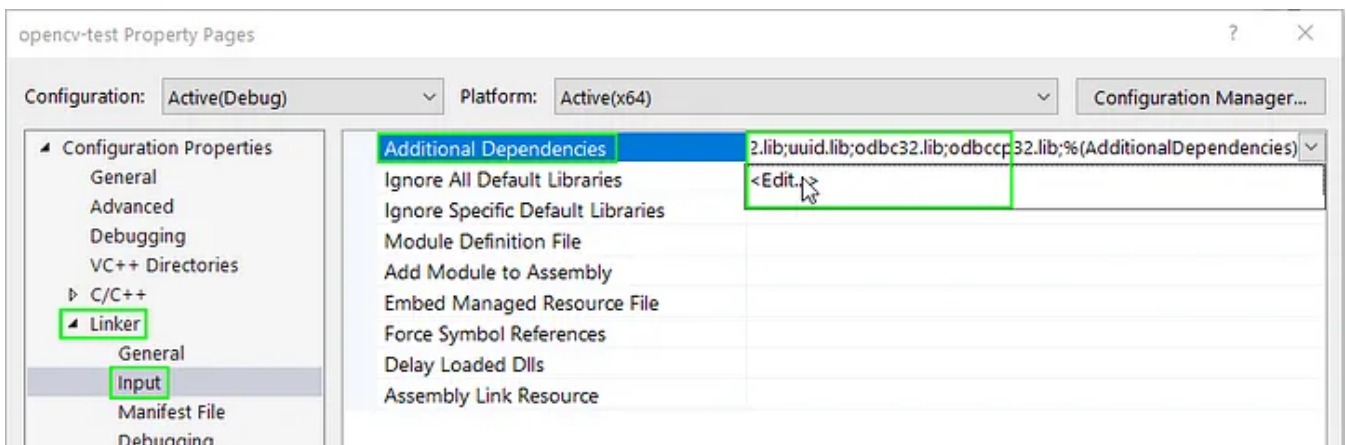 opencv-test Property Pages
?
Configuration: Active(Debug) Platform: Active(x64) Configuration Manager...
Configuration Properties
General
Advanced
Debugging
VC++ Directories
C/C++
Linker
General
Input
Manifest File
Debugging
Additional Dependencies 2.lib;uuid.lib;odbc32.lib;odbccp32.lib;%(AdditionalDependencies)
Ignore All Default Libraries <Edit...>
Ignore Specific Default Libraries
Module Definition File
Add Module to Assembly
Embed Managed Resource File
Force Symbol References
Delay Loaded Dlls
Assembly Link Resource